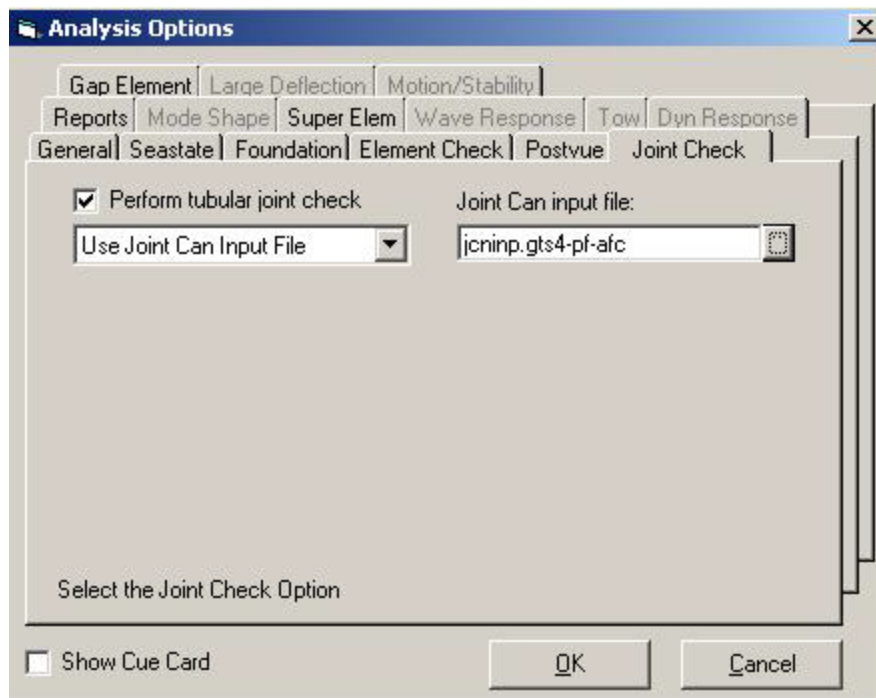 Analysis Options
Gap Element Large Deflection Motion/Stability
Reports Mode Shape Super Elem Wave Response Tow Dyn Response
General Seastate Foundation Element Check Postvue Joint Check
Perform tubular joint check Joint Can input file:
Use Joint Can Input File jcninp.gts4-pf-afc
Select the Joint Check Option
Show Cue Card OK Cancel